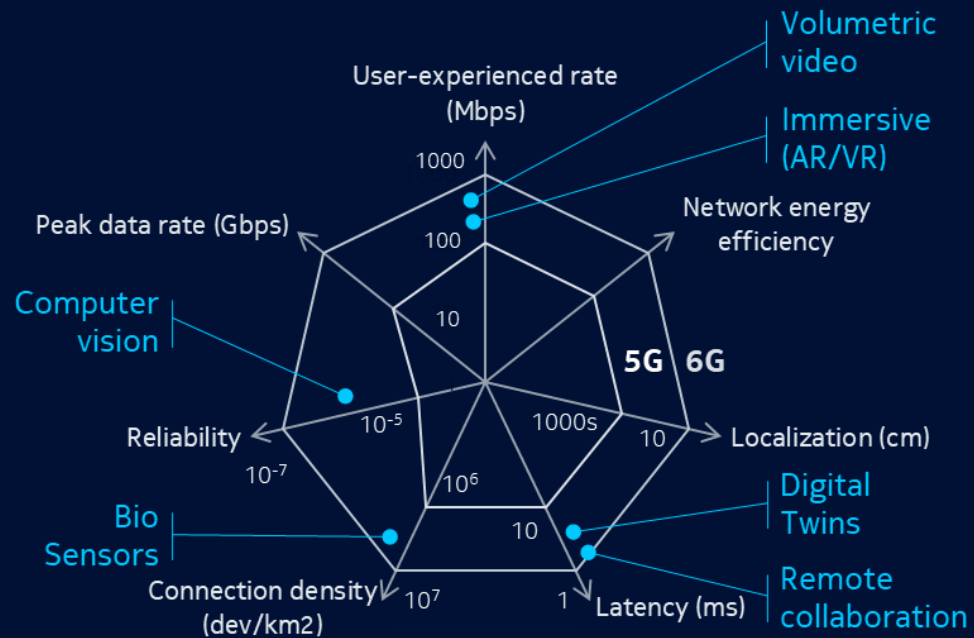 Volumetric
video
User-experienced rate
(Mbps)
Immersive
(AR/VR)
1000
Network energy
efficiency
Peak data rate (Gbps)
100
Computer
vision
10
5G 6G
10-5
1000s
10
Localization (cm)
Reliability
10-7
10⁶
Digital
Twins
Bio
Sensors
10
Connection density
(dev/km2)
10⁷
1
Latency (ms)
Remote
collaboration